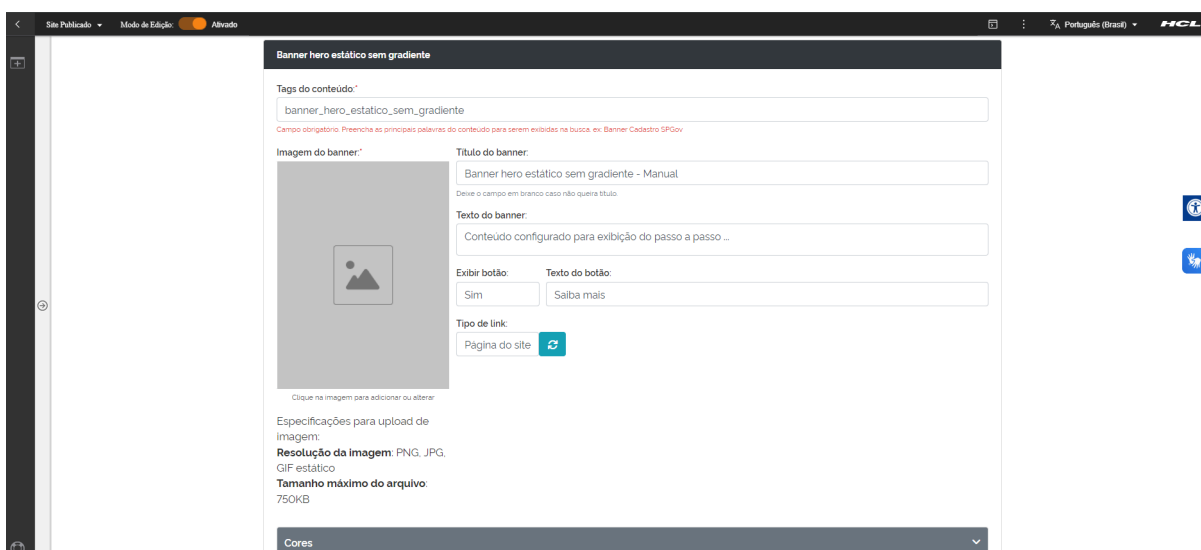 Site Publicado Modo de Edição: Ativado Português (Brasil) HCL
Banner hero estático sem gradiente
Tags do conteúdo:*
banner_hero_estatico_sem_gradiente
Campo obrigatório. Preencha as principais palavras do conteúdo para serem exibidas na busca. ex: Banner Cadastro SPGov
Imagem do banner:*
Clique na imagem para adicionar ou alterar
Especificações para upload de
imagem:
Resolução da imagem: PNG, JPG,
GIF estático
Tamanho máximo do arquivo:
750KB
Título do banner:
Banner hero estático sem gradiente - Manual
Deixe o campo em branco caso não queira título.
Texto do banner:
Conteúdo configurado para exibição do passo a passo ...
Exibir botão: Texto do botão:
Sim Saiba mais
Tipo de link:
Página do site
Cores